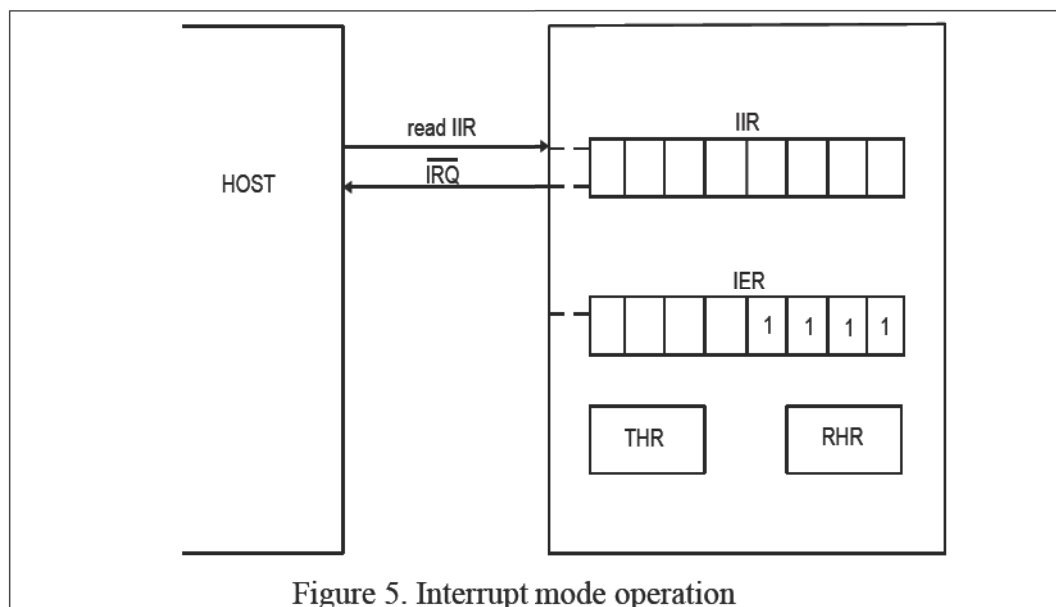 read IIR
IIR
HOST
IRQ
IER
1 1 1 1
THR RHR
Figure 5. Interrupt mode operation